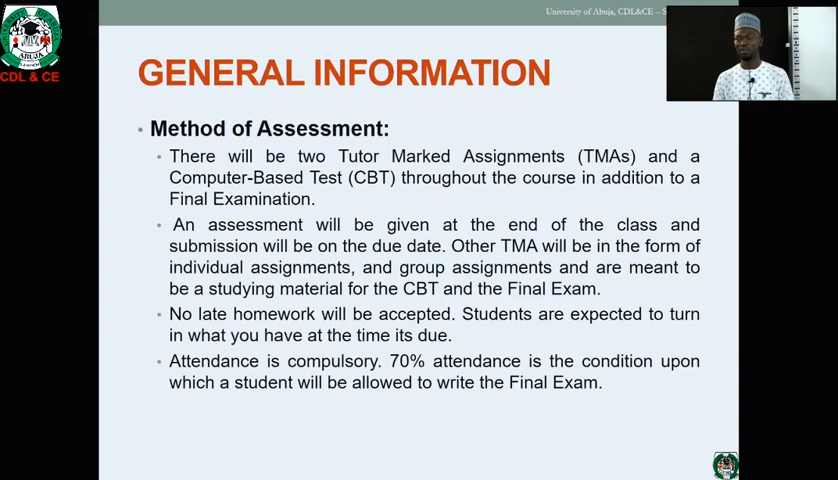 University of Abuja, CDL&CE – S
ABUJA
CDL & CE
GENERAL INFORMATION
Method of Assessment:
There will be two Tutor Marked Assignments (TMAs) and a
Computer-Based Test (CBT) throughout the course in addition to a
Final Examination.
An assessment will be given at the end of the class and
submission will be on the due date. Other TMA will be in the form of
individual assignments, and group assignments and are meant to
be a studying material for the CBT and the Final Exam.
No late homework will be accepted. Students are expected to turn
in what you have at the time its due.
Attendance is compulsory. 70% attendance is the condition upon
which a student will be allowed to write the Final Exam.